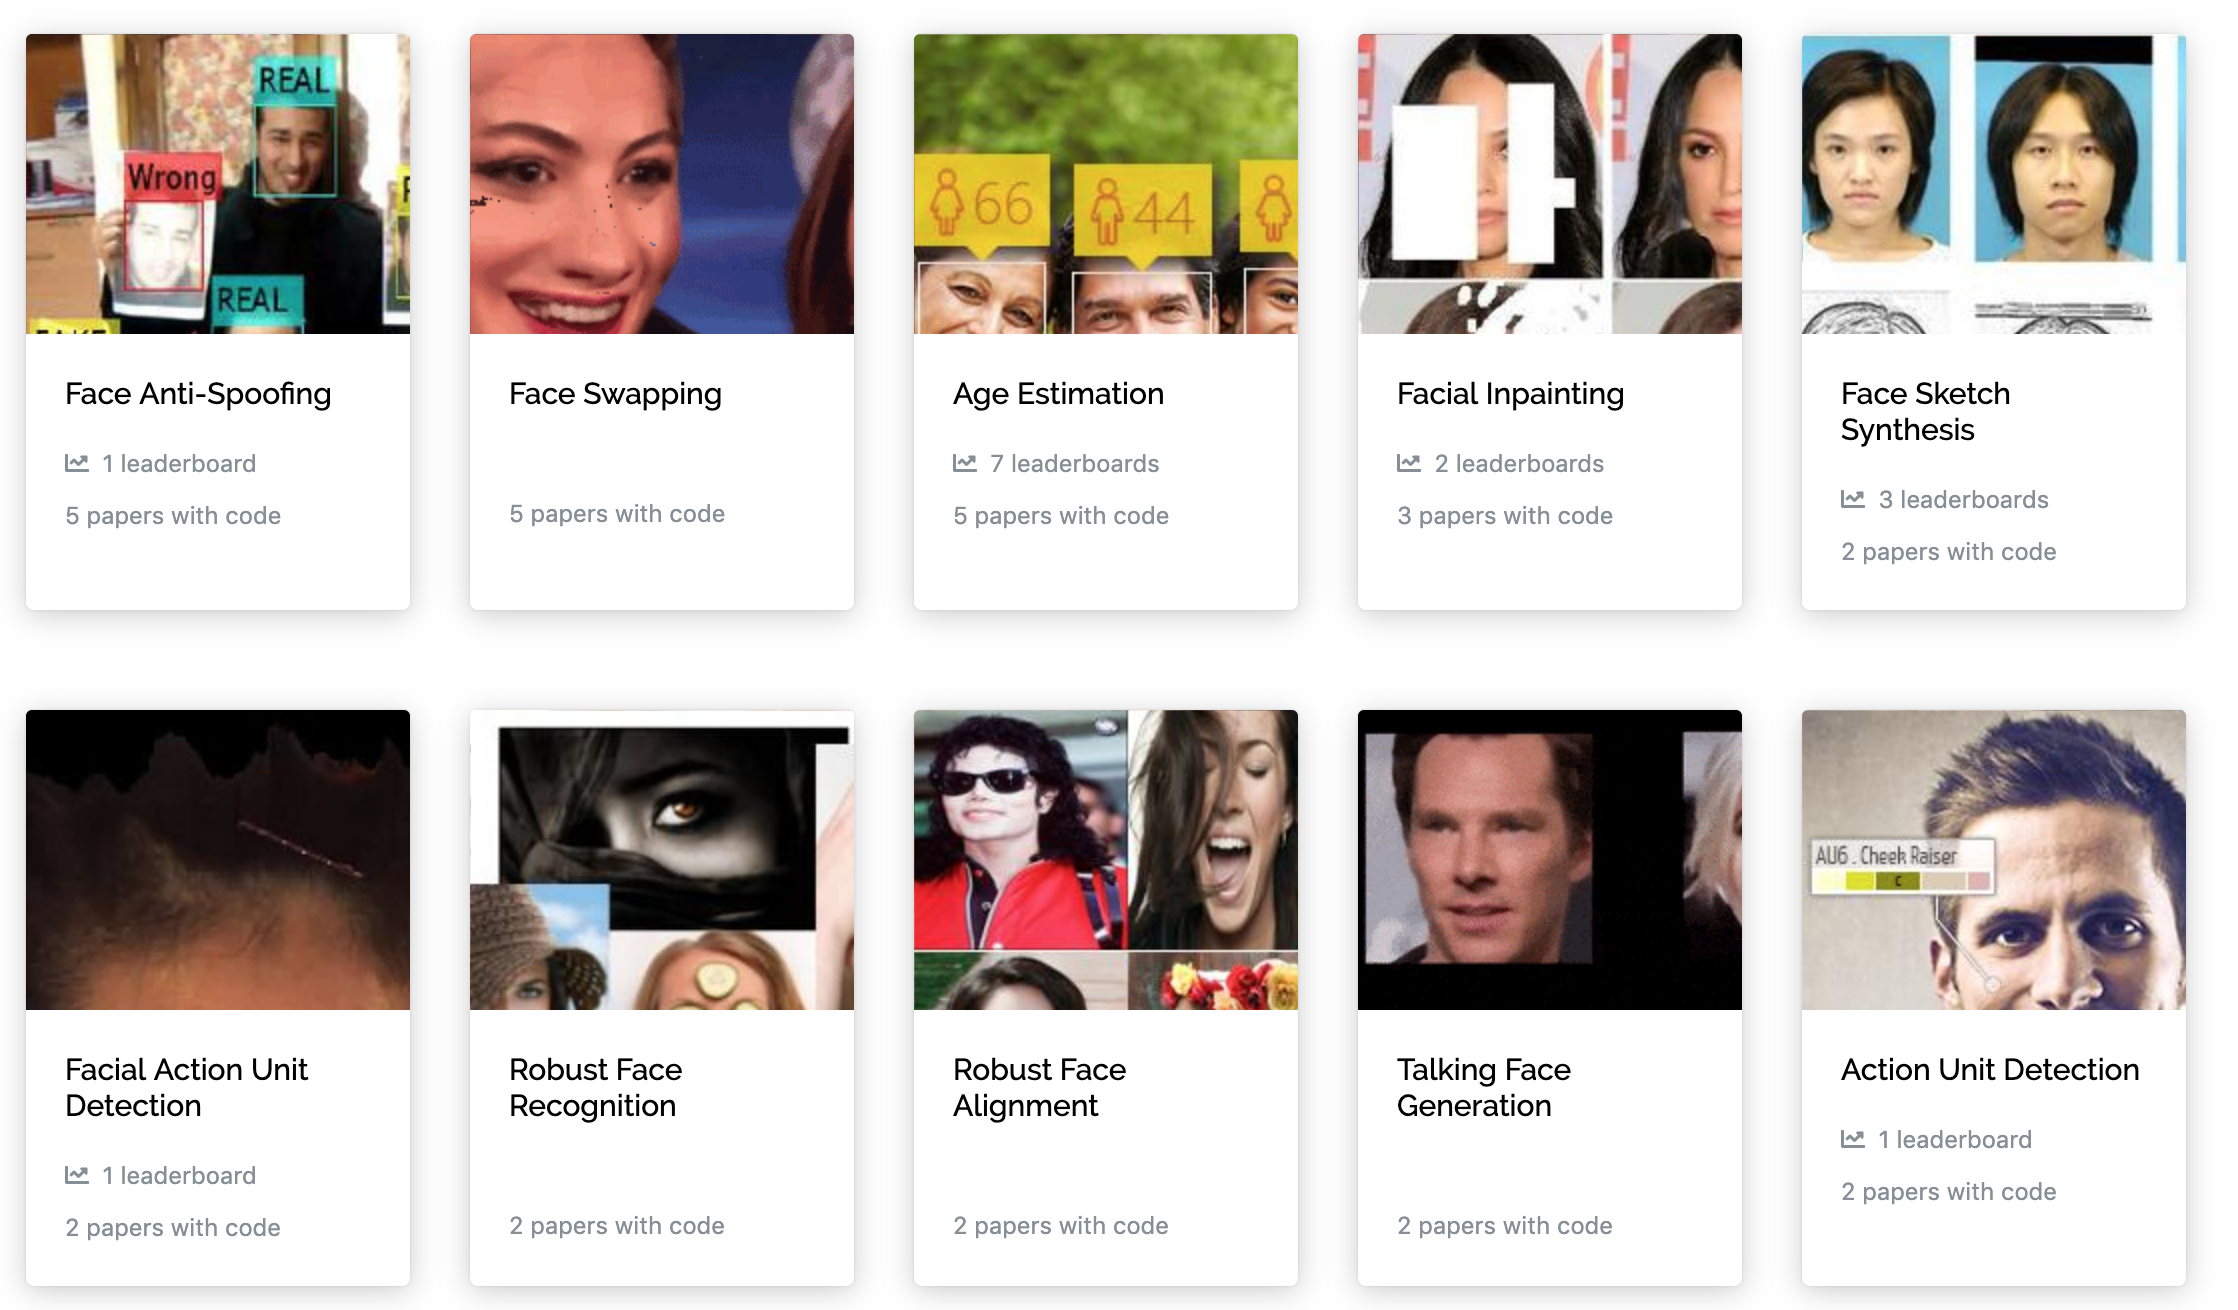 REAL
Wrong
REAL
66
44
Face Anti-Spoofing
1 leaderboard
5 papers with code
Face Swapping
5 papers with code
Age Estimation
7 leaderboards
5 papers with code
Facial Inpainting
2 leaderboards
3 papers with code
Face Sketch
Synthesis
3 leaderboards
2 papers with code
AU6 . Cheek Raiser
C
Facial Action Unit
Detection
1 leaderboard
2 papers with code
Robust Face
Recognition
2 papers with code
Robust Face
Alignment
2 papers with code
Talking Face
Generation
2 papers with code
Action Unit Detection
1 leaderboard
2 papers with code